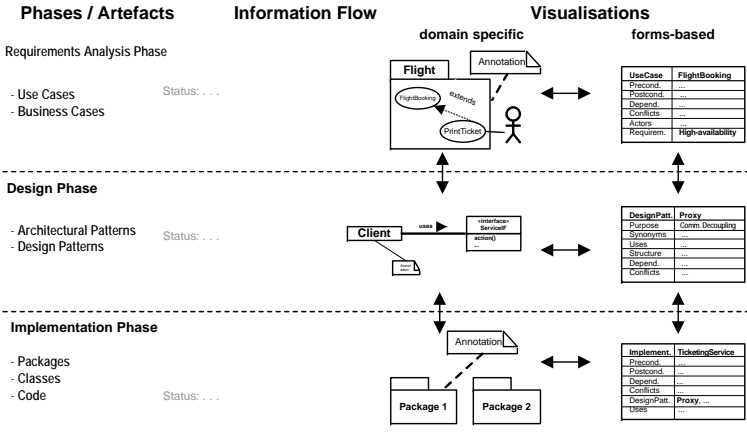 Phases / Artefacts Information Flow Visualisations
domain specific forms-based
Requirements Analysis Phase
- Use Cases
- Business Cases
Status: . . .
Flight
Annotation
FlightBooking
extends
PrintTicket
UseCase FlightBooking
Precond. ...
Postcond. ...
Depend. ...
Conflicts ...
Actors ...
Requirem. High-availability
Design Phase
- Architectural Patterns
- Design Patterns
Status: . . .
Client
uses
«interface»
ServiceIF
action()
...
DesignPatt. Proxy
Purpose Comm. Decoupling
Synonyms ...
Uses ...
Structure ...
Depend. ...
Conflicts ...
Implementation Phase
- Packages
- Classes
- Code
Status: . . .
Annotation
Package 1
Package 2
Implement. TicketingService
Precond. ...
Postcond. ...
Depend. ...
Conflicts ...
DesignPatt. Proxy, ...
Uses ...